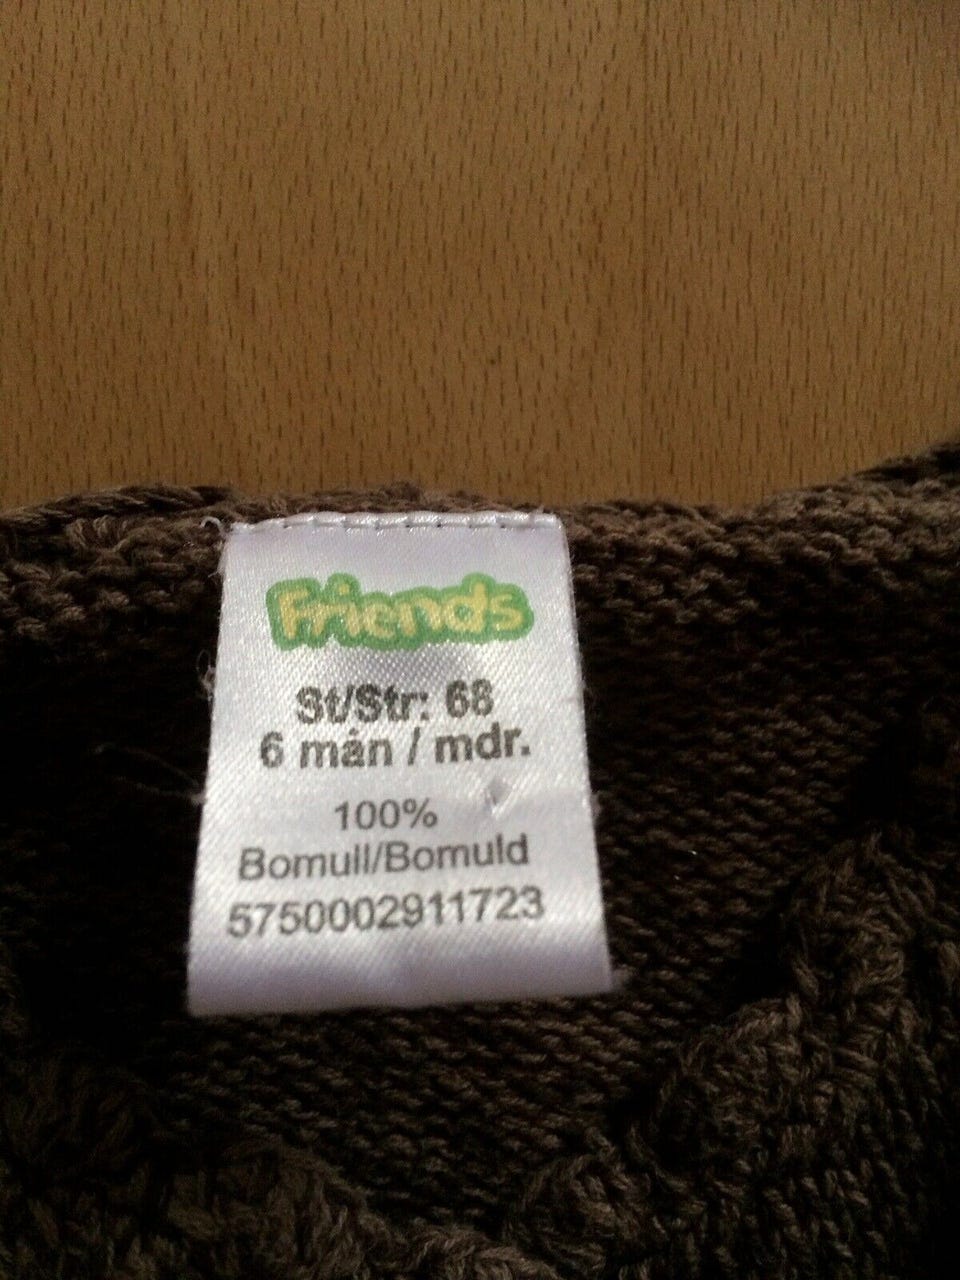 Friends
St/Str: 68
6 mån / mdr.
100%
Bomull/Bomuld
5750002911723